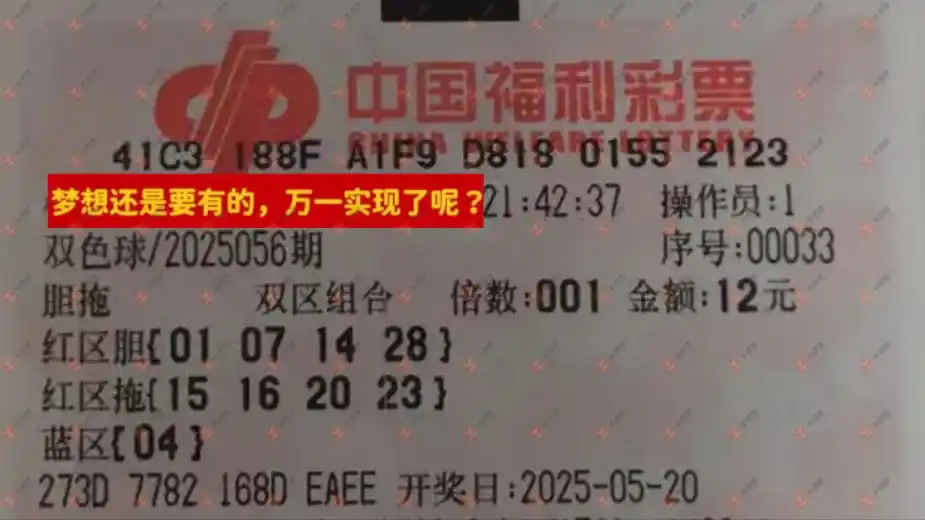 中国福利彩票
CHINA WELFARE LOTTERY
41C3 188F A1F9 D818 0155 2123
梦想还是要有的，万一实现了呢？
21:42:37 操作员:1
双色球/2025056期 序号:00033
胆拖 双区组合 倍数:001 金额:12元
红区胆{01 07 14 28}
红区拖{15 16 20 23}
蓝区{04}
273D 7782 168D EAEE 开奖日:2025-05-20